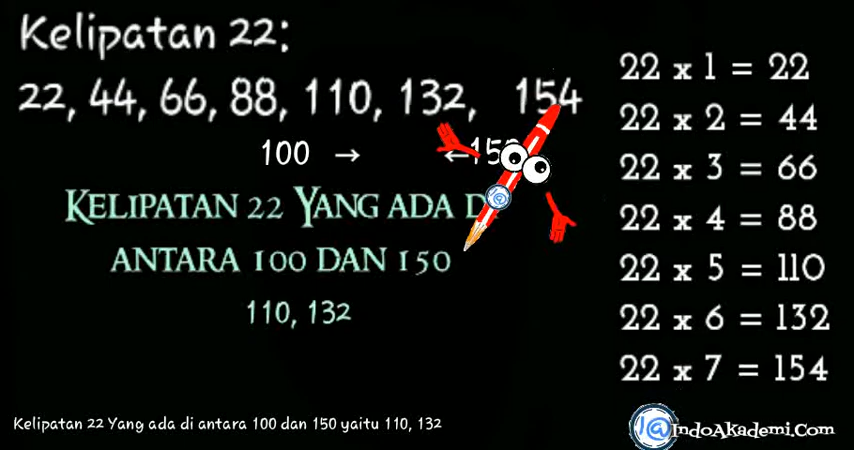 Kelipatan 22:
22, 44, 66, 88, 110, 132, 154
100 → ←
KELIPATAN 22 YANG ADA
ANTARA 100 DAN 150
110, 132
22 x 1 = 22
22 x 2 = 44
22 x 3 = 66
22 x 4 = 88
22 x 5 = 110
22 x 6 = 132
22 x 7 = 154
Kelipatan 22 Yang ada di antara 100 dan 150 yaitu 110, 132
I@ IndoAkademi.Com